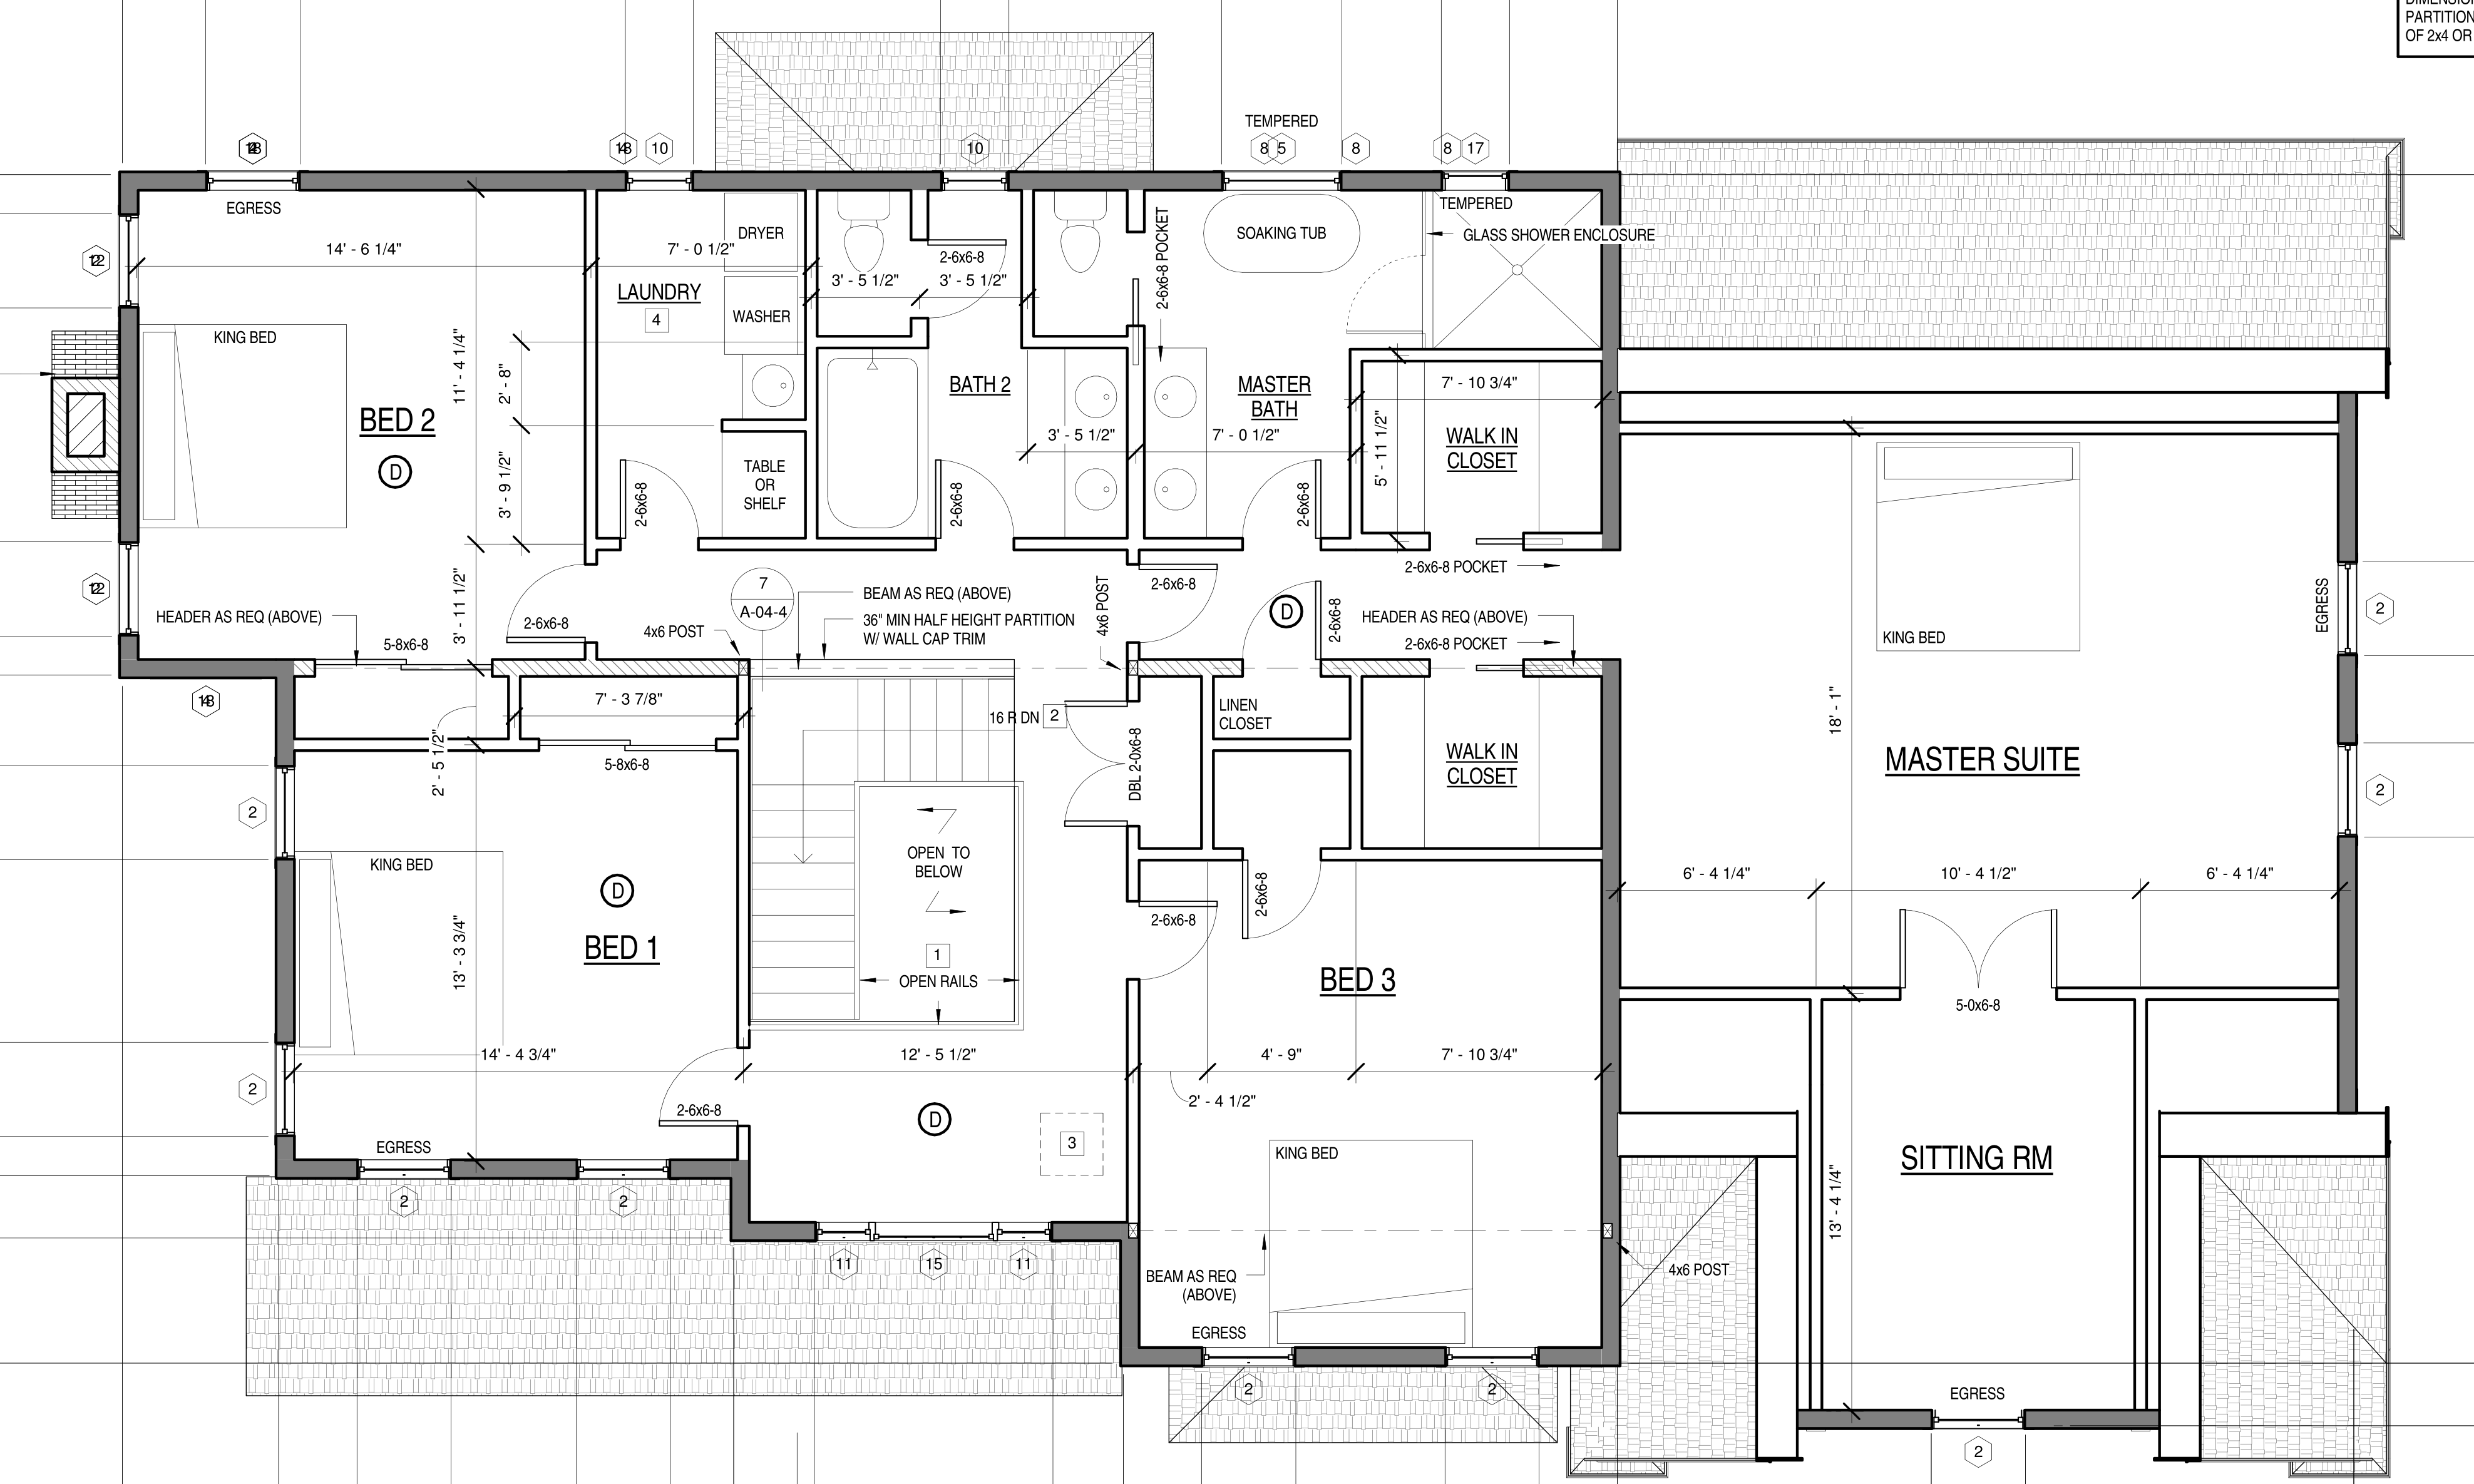 DIMENSION
PARTITION
OF 2x4 OR
TEMPERED
10
10
8
5
8
8
17
EGRESS
14' - 6 1/4"
7' - 0 1/2"
DRYER
2-6x6-8
3' - 5 1/2"
3' - 5 1/2"
2-6x6-8 POCKET
SOAKING TUB
TEMPERED
GLASS SHOWER ENCLOSURE
LAUNDRY
4
WASHER
KING BED
11' - 4 1/4"
2' - 8"
BED 2
D
BATH 2
MASTER
BATH
7' - 10 3/4"
3' - 5 1/2"
7' - 0 1/2"
5' - 11 1/2"
WALK IN
CLOSET
3' - 9 1/2"
TABLE
OR
SHELF
2-6x6-8
2-6x6-8
2-6x6-8
2-6x6-8 POCKET
HEADER AS REQ (ABOVE)
5-8x6-8
3' - 11 1/2"
2-6x6-8
4x6 POST
7
A-04-4
BEAM AS REQ (ABOVE)
36" MIN HALF HEIGHT PARTITION
W/ WALL CAP TRIM
4x6 POST
2-6x6-8
D
2-6x6-8
HEADER AS REQ (ABOVE)
2-6x6-8 POCKET
KING BED
EGRESS
2
7' - 3 7/8"
16 R DN
2
LINEN
CLOSET
5-8x6-8
2' - 5 1/2"
DBL 2-0x6-8
WALK IN
CLOSET
18' - 1"
MASTER SUITE
2
2
KING BED
D
OPEN TO
BELOW
BED 1
13' - 3 3/4"
1
OPEN RAILS
2-6x6-8
2-6x6-8
BED 3
6' - 4 1/4"
10' - 4 1/2"
6' - 4 1/4"
5-0x6-8
14' - 4 3/4"
12' - 5 1/2"
4' - 9"
7' - 10 3/4"
2' - 4 1/2"
2
2-6x6-8
D
3
EGRESS
KING BED
SITTING RM
13' - 4 1/4"
2
2
11
15
11
BEAM AS REQ
(ABOVE)
4x6 POST
EGRESS
2
2
EGRESS
2